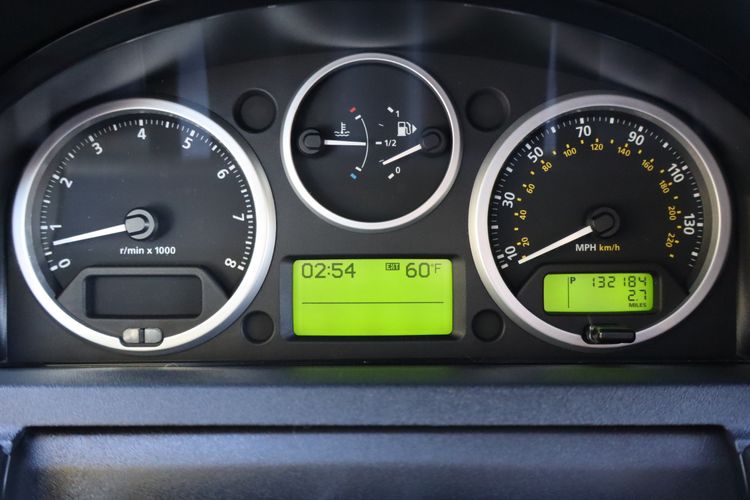 0 1 2 3 4 5 6 7 8
r/min x 1000
1
1/2
0
02:54 EXT 60°F
10 30 50 70 90 110 130
20 40 60 80 100 120 140 160 180 200 220
MPH km/h
P 132184
2.7
MILES